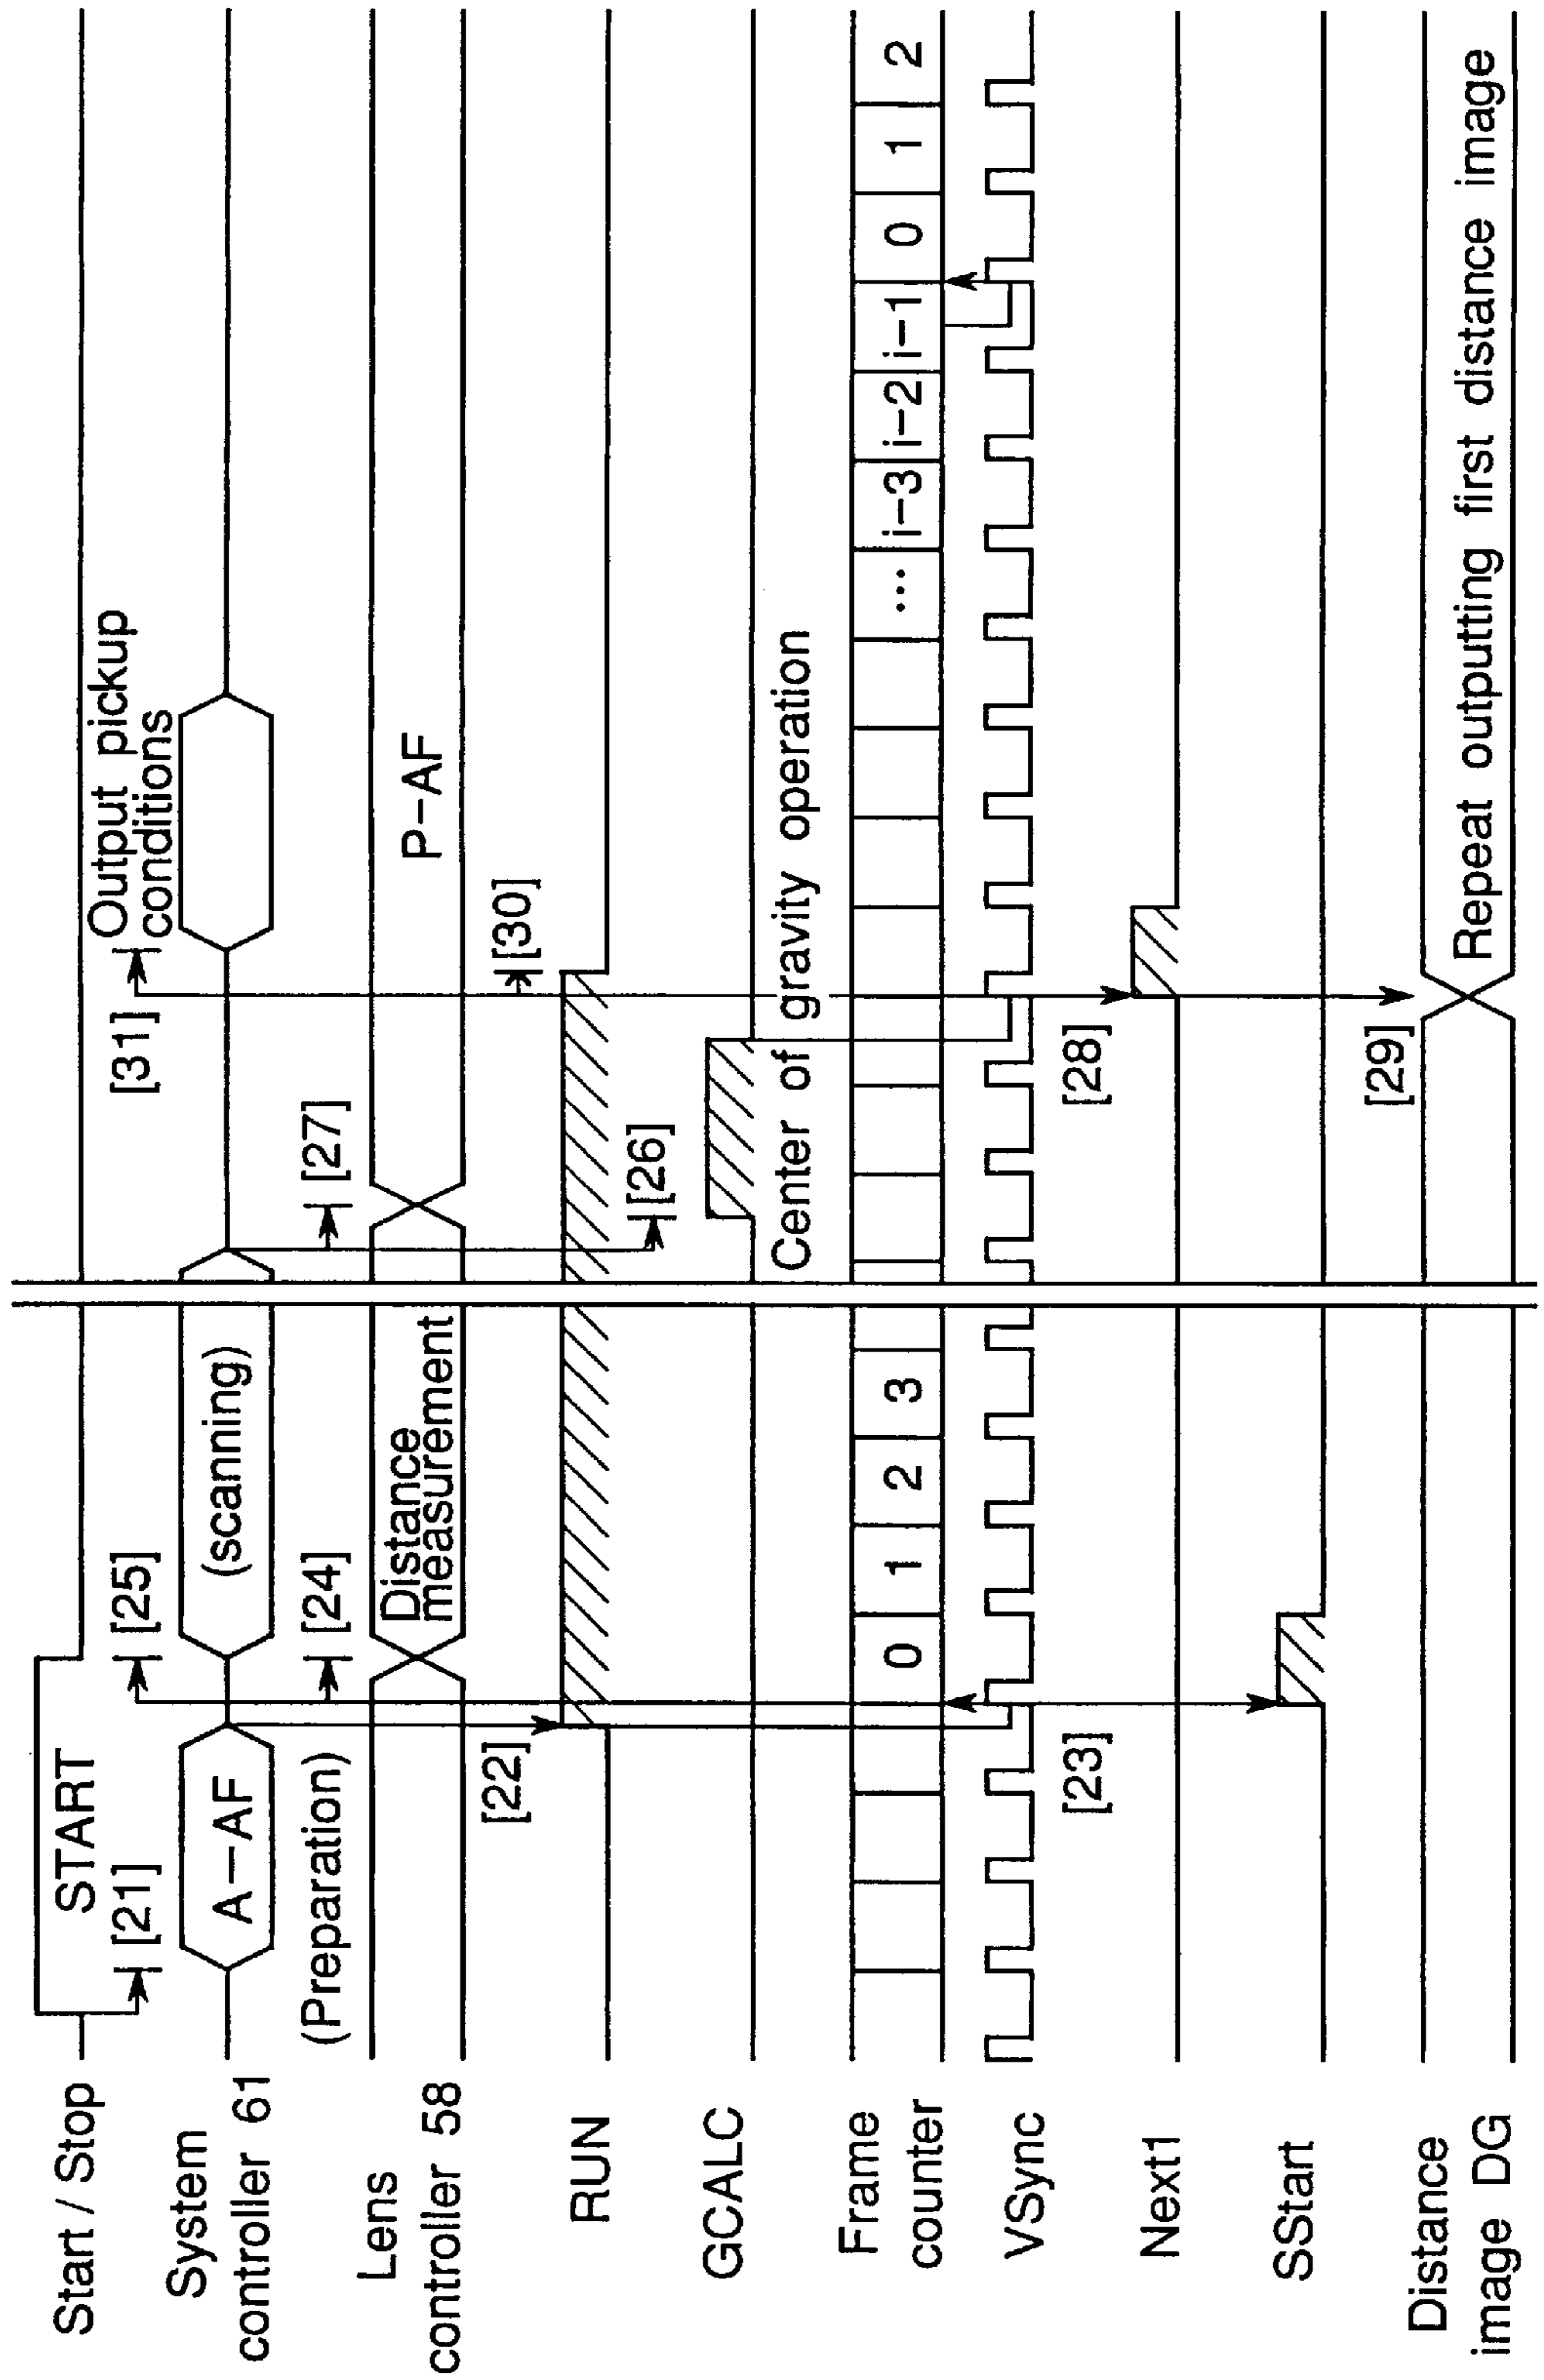 Start / Stop
START
[21]
[25]
[31]
Output pickup
conditions
System
controller 61
A–AF
(scanning)
(Preparation)
[24]
[27]
Lens
controller 58
Distance
measurement
P–AF
[22]
[30]
RUN
[26]
GCALC
Center of gravity operation
Frame
counter
0 1 2 3 ... i–3 i–2 i–1 0 1 2
VSync
[23]
[28]
Next1
SStart
[29]
Distance
image DG
Repeat outputting first distance image